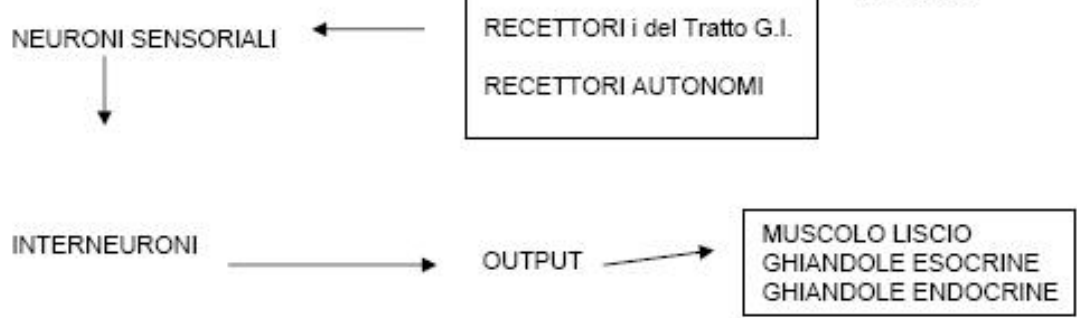 NEURONI SENSORIALI
RECETTORI i del Tratto G.I.
RECETTORI AUTONOMI
INTERNEURONI
OUTPUT
MUSCOLO LISCIO
GHIANDOLE ESOCRINE
GHIANDOLE ENDOCRINE